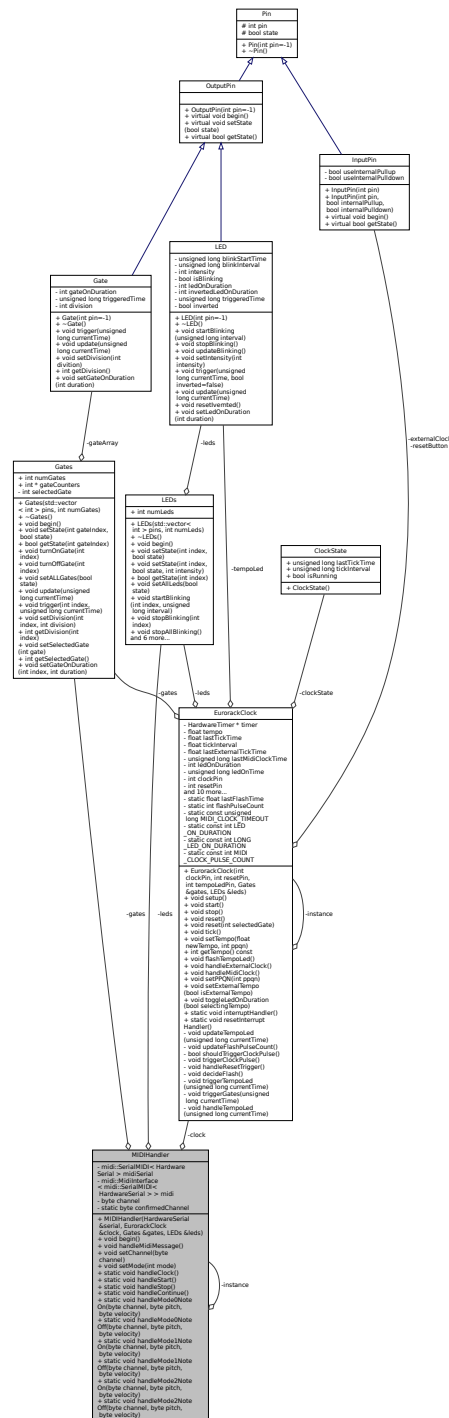 Pin
# int pin
# bool state
+ Pin(int pin=-1)
+ ~Pin()
OutputPin
+ OutputPin(int pin=-1)
+ virtual void begin()
+ virtual void setState
(bool state)
+ virtual bool getState()
InputPin
- bool useInternalPullup
- bool useInternalPulldown
+ InputPin(int pin)
+ InputPin(int pin,
bool internalPullup,
bool internalPulldown)
+ virtual void begin()
+ virtual bool getState()
LED
- unsigned long blinkStartTime
- unsigned long blinkInterval
- int intensity
- bool isBlinking
- int ledOnDuration
- int invertedLedOnDuration
- unsigned long triggeredTime
- bool inverted
+ LED(int pin=-1)
+ ~LED()
+ void startBlinking
(unsigned long interval)
+ void stopBlinking()
+ void updateBlinking()
+ void setIntensity(int
intensity)
+ void trigger(unsigned
long currentTime, bool
inverted=false)
+ void update(unsigned
long currentTime)
+ void resetIvernted()
+ void setLedOnDuration
(int duration)
Gate
- int gateOnDuration
- unsigned long triggeredTime
- int division
+ Gate(int pin=-1)
+ ~Gate()
+ void trigger(unsigned
long currentTime)
+ void update(unsigned
long currentTime)
+ void setDivision(int
divition)
+ int getDivision()
+ void setGateOnDuration
(int duration)
-gateArray
-leds
-externalClock
-resetButton
Gates
+ int numGates
+ int * gateCounters
- int selectedGate
+ Gates(std::vector
< int > pins, int numGates)
+ ~Gates()
+ void begin()
+ void setState(int gateIndex,
bool state)
+ bool getState(int gateIndex)
+ void turnOnGate(int
index)
+ void turnOffGate(int
index)
+ void setALLGates(bool
state)
+ void update(unsigned
long currentTime)
+ void trigger(int index,
unsigned long currentTime)
+ void setDivision(int
index, int division)
+ int getDivision(int
index)
+ void setSelectedGate
(int gate)
+ int getSelectedGate()
+ void setGateOnDuration
(int index, int duration)
LEDs
+ int numLeds
+ LEDs(std::vector<
int > pins, int numLeds)
+ ~LEDs()
+ void begin()
+ void setState(int index,
bool state)
+ void setState(int index,
bool state, int intensity)
+ bool getState(int index)
+ void setAllLeds(bool
state)
+ void startBlinking
(int index, unsigned
long interval)
+ void stopBlinking(int
index)
+ void stopAllBlinking()
and 6 more...
-tempoLed
ClockState
+ unsigned long lastTickTime
+ unsigned long tickInterval
+ bool isRunning
+ ClockState()
-gates
-leds
-clockState
EurorackClock
- HardwareTimer * timer
- float tempo
- float lastTickTime
- float tickInterval
- float lastExternalTickTime
- unsigned long lastMidiClockTime
- int ledOnDuration
- unsigned long ledOnTime
- int clockPin
- int resetPin
and 10 more...
- static float lastFlashTime
- static int flashPulseCount
- static const unsigned
long MIDI_CLOCK_TIMEOUT
- static const int LED
_ON_DURATION
- static const int LONG
_LED_ON_DURATION
- static const int MIDI
_CLOCK_PULSE_COUNT
+ EurorackClock(int
clockPin, int resetPin,
int tempoLedPin, Gates
&gates, LEDs &leds)
+ void setup()
+ void start()
+ void stop()
+ void reset()
+ void reset(int selectedGate)
+ void tick()
+ void setTempo(float
newTempo, int ppqn)
+ int getTempo() const
+ void flashTempoLed()
+ void handleExternalClock()
+ void handleMidiClock()
+ void setPPQN(int ppqn)
+ void setExternalTempo
(bool isExternalTempo)
+ void toggleLedOnDuration
(bool selectingTempo)
+ static void interruptHandler()
+ static void resetInterrupt
Handler()
- void updateTempoLed
(unsigned long currentTime)
- void updateFlashPulseCount()
- bool shouldTriggerClockPulse()
- void triggerClockPulse()
- void handleResetTrigger()
- void decideFlash()
- void triggerTempoLed
(unsigned long currentTime)
- void triggerGates(unsigned
long currentTime)
- void handleTempoLed
(unsigned long currentTime)
-instance
-gates
-leds
-clock
MIDIHandler
- midi::SerialMIDI< Hardware
Serial > midiSerial
- midi::MidiInterface
< midi::SerialMIDI<
HardwareSerial > > midi
- byte channel
- static byte confirmedChannel
+ MIDIHandler(HardwareSerial
&serial, EurorackClock
&clock, Gates &gates, LEDs &leds)
+ void begin()
+ void handleMidiMessage()
+ void setChannel(byte
channel)
+ void setMode(int mode)
+ static void handleClock()
+ static void handleStart()
+ static void handleStop()
+ static void handleContinue()
+ static void handleMode0Note
On(byte channel, byte pitch,
byte velocity)
+ static void handleMode0Note
Off(byte channel, byte pitch,
byte velocity)
+ static void handleMode1Note
On(byte channel, byte pitch,
byte velocity)
+ static void handleMode1Note
Off(byte channel, byte pitch,
byte velocity)
+ static void handleMode2Note
On(byte channel, byte pitch,
byte velocity)
+ static void handleMode2Note
Off(byte channel, byte pitch,
byte velocity)
-instance